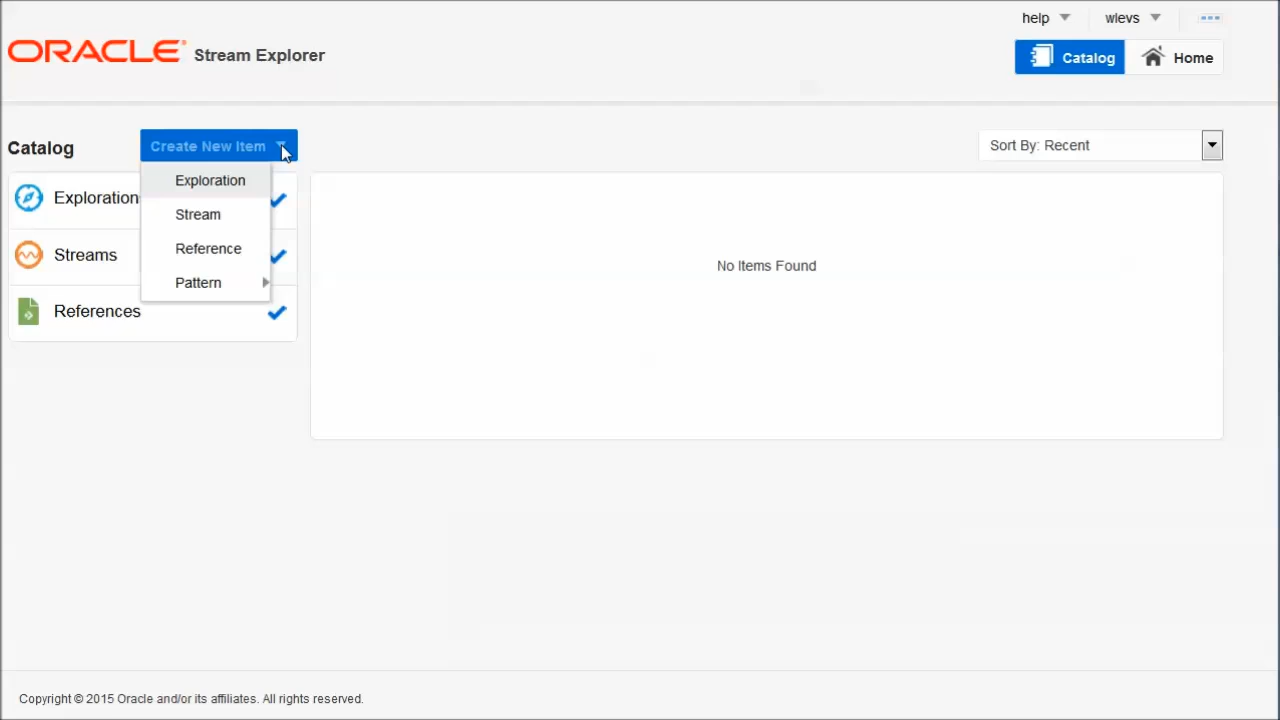 help
wlevs
ORACLE Stream Explorer
Catalog
Home
Catalog
Create New Item
Sort By: Recent
Exploration
Exploration
Stream
Streams
Reference
Pattern
References
No Items Found
Copyright © 2015 Oracle and/or its affiliates. All rights reserved.